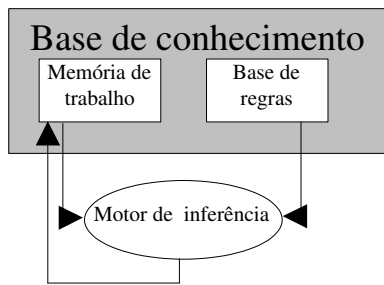 Base de conhecimento
Memória de
trabalho
Base de
regras
Motor de inferência